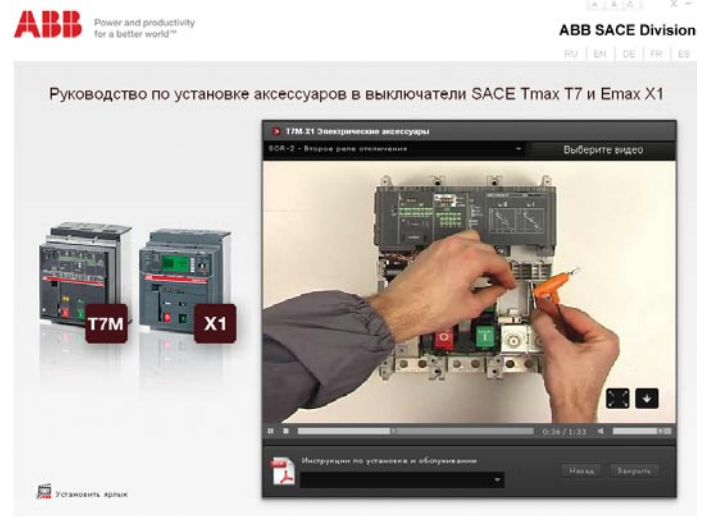 ABB
Power and productivity
for a better world™
ABB SACE Division
RU | EN | DE | FR | ES
Руководство по установке аксессуаров в выключатели SACE Tmax T7 и Emax X1
T7M-X1 Электрические аксессуары
SOR-2 - Второе реле отключения
Выберите видео
T7M
X1
0:36/1:33
Инструкции по установке и обслуживанию
Назад
Закрыть
Установить ярлык